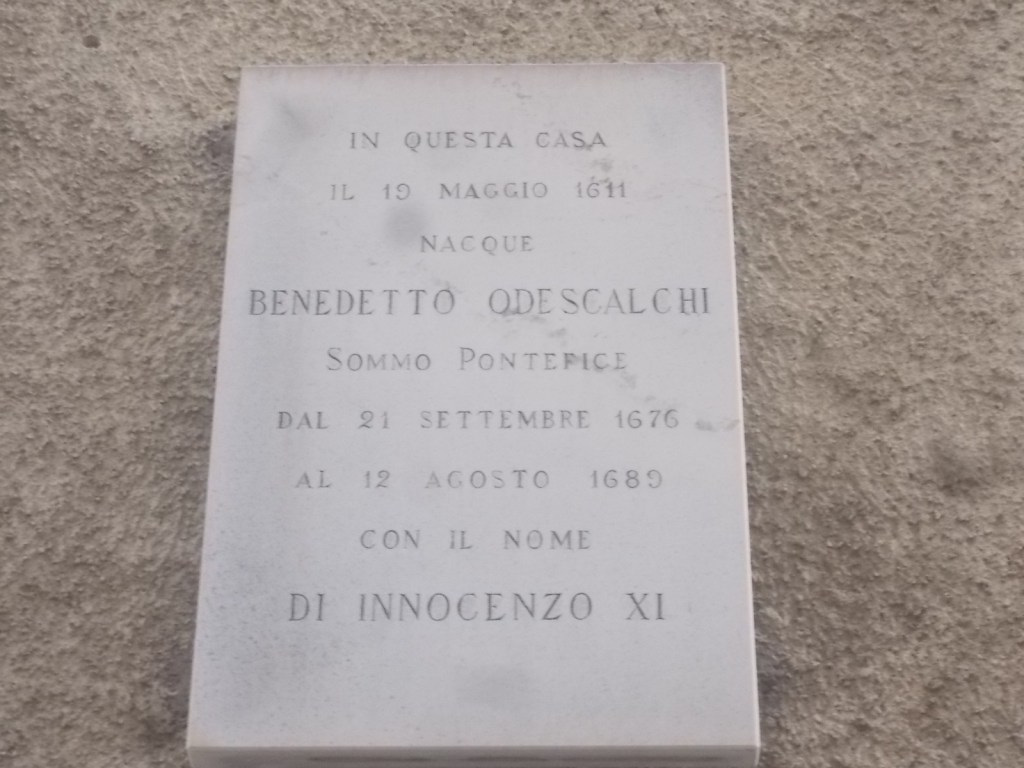 IN QUESTA CASA
IL 19 MAGGIO 1611
NACQUE
BENEDETTO ODESCALCHI
SOMMO PONTEFICE
DAL 21 SETTEMBRE 1676
AL 12 AGOSTO 1689
CON IL NOME
DI INNOCENZO XI